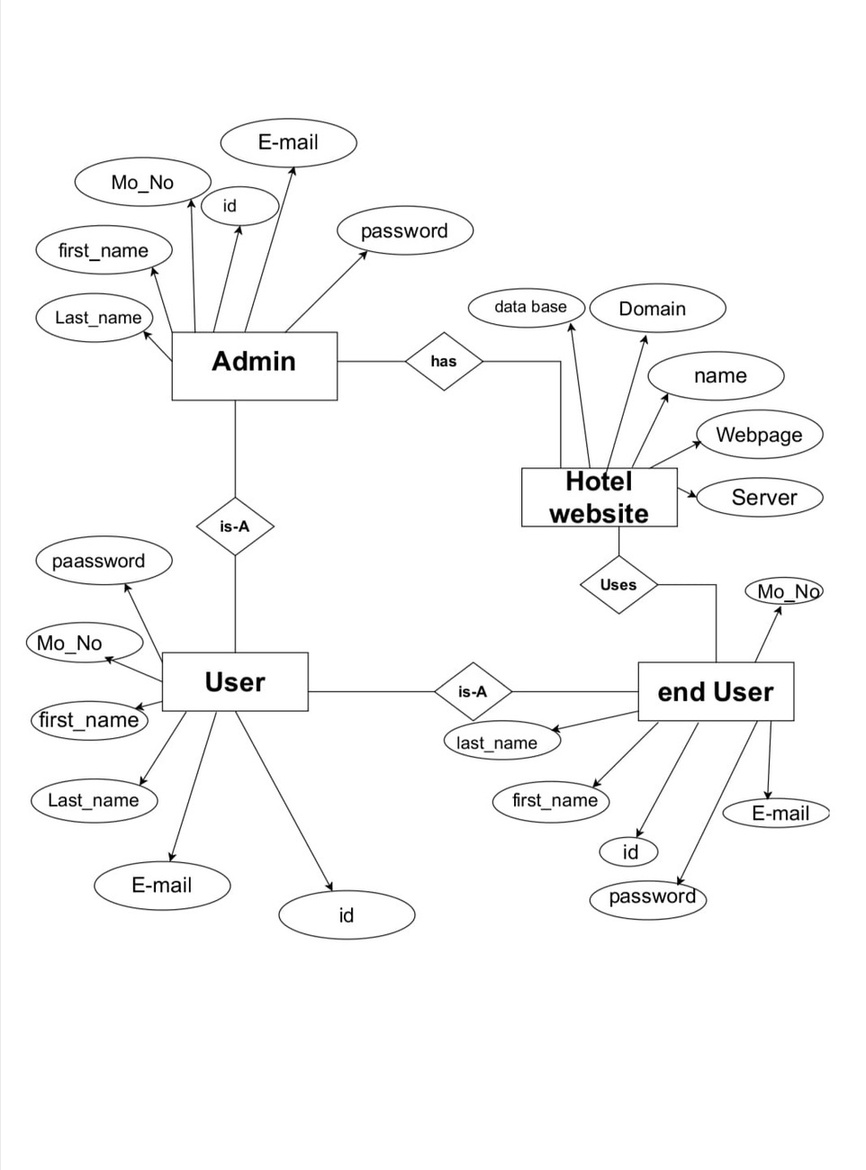 E-mail
Mo_No
id
password
first_name
Last_name
Admin
has
data base
Domain
name
Webpage
Server
Hotel
website
is-A
Uses
paassword
Mo_No
Mo_No
first_name
User
is-A
end User
last_name
Last_name
first_name
E-mail
id
E-mail
id
password